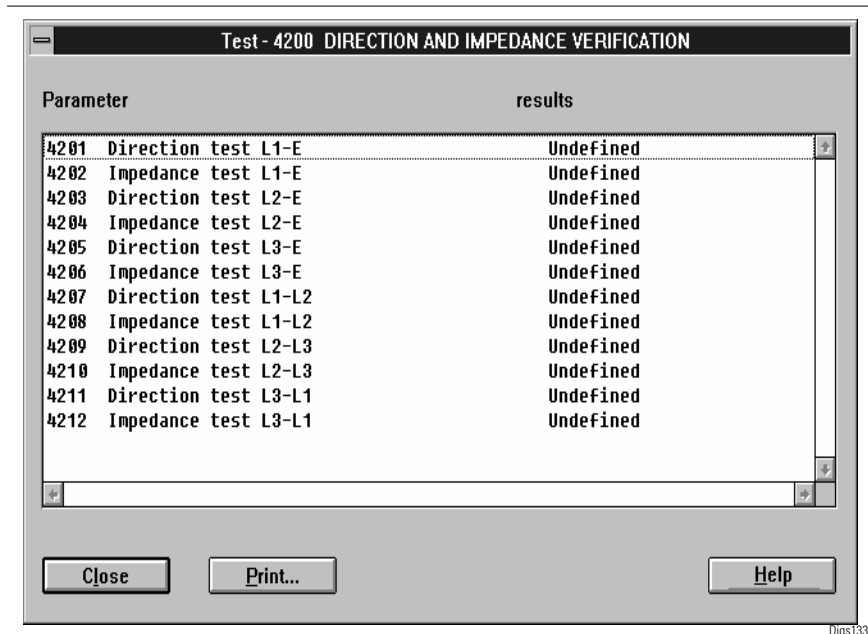 Test - 4200 DIRECTION AND IMPEDANCE VERIFICATION
Parameter results
4201 Direction test L1-E Undefined
4202 Impedance test L1-E Undefined
4203 Direction test L2-E Undefined
4204 Impedance test L2-E Undefined
4205 Direction test L3-E Undefined
4206 Impedance test L3-E Undefined
4207 Direction test L1-L2 Undefined
4208 Impedance test L1-L2 Undefined
4209 Direction test L2-L3 Undefined
4210 Impedance test L2-L3 Undefined
4211 Direction test L3-L1 Undefined
4212 Impedance test L3-L1 Undefined
Close Print... Help
Digs133